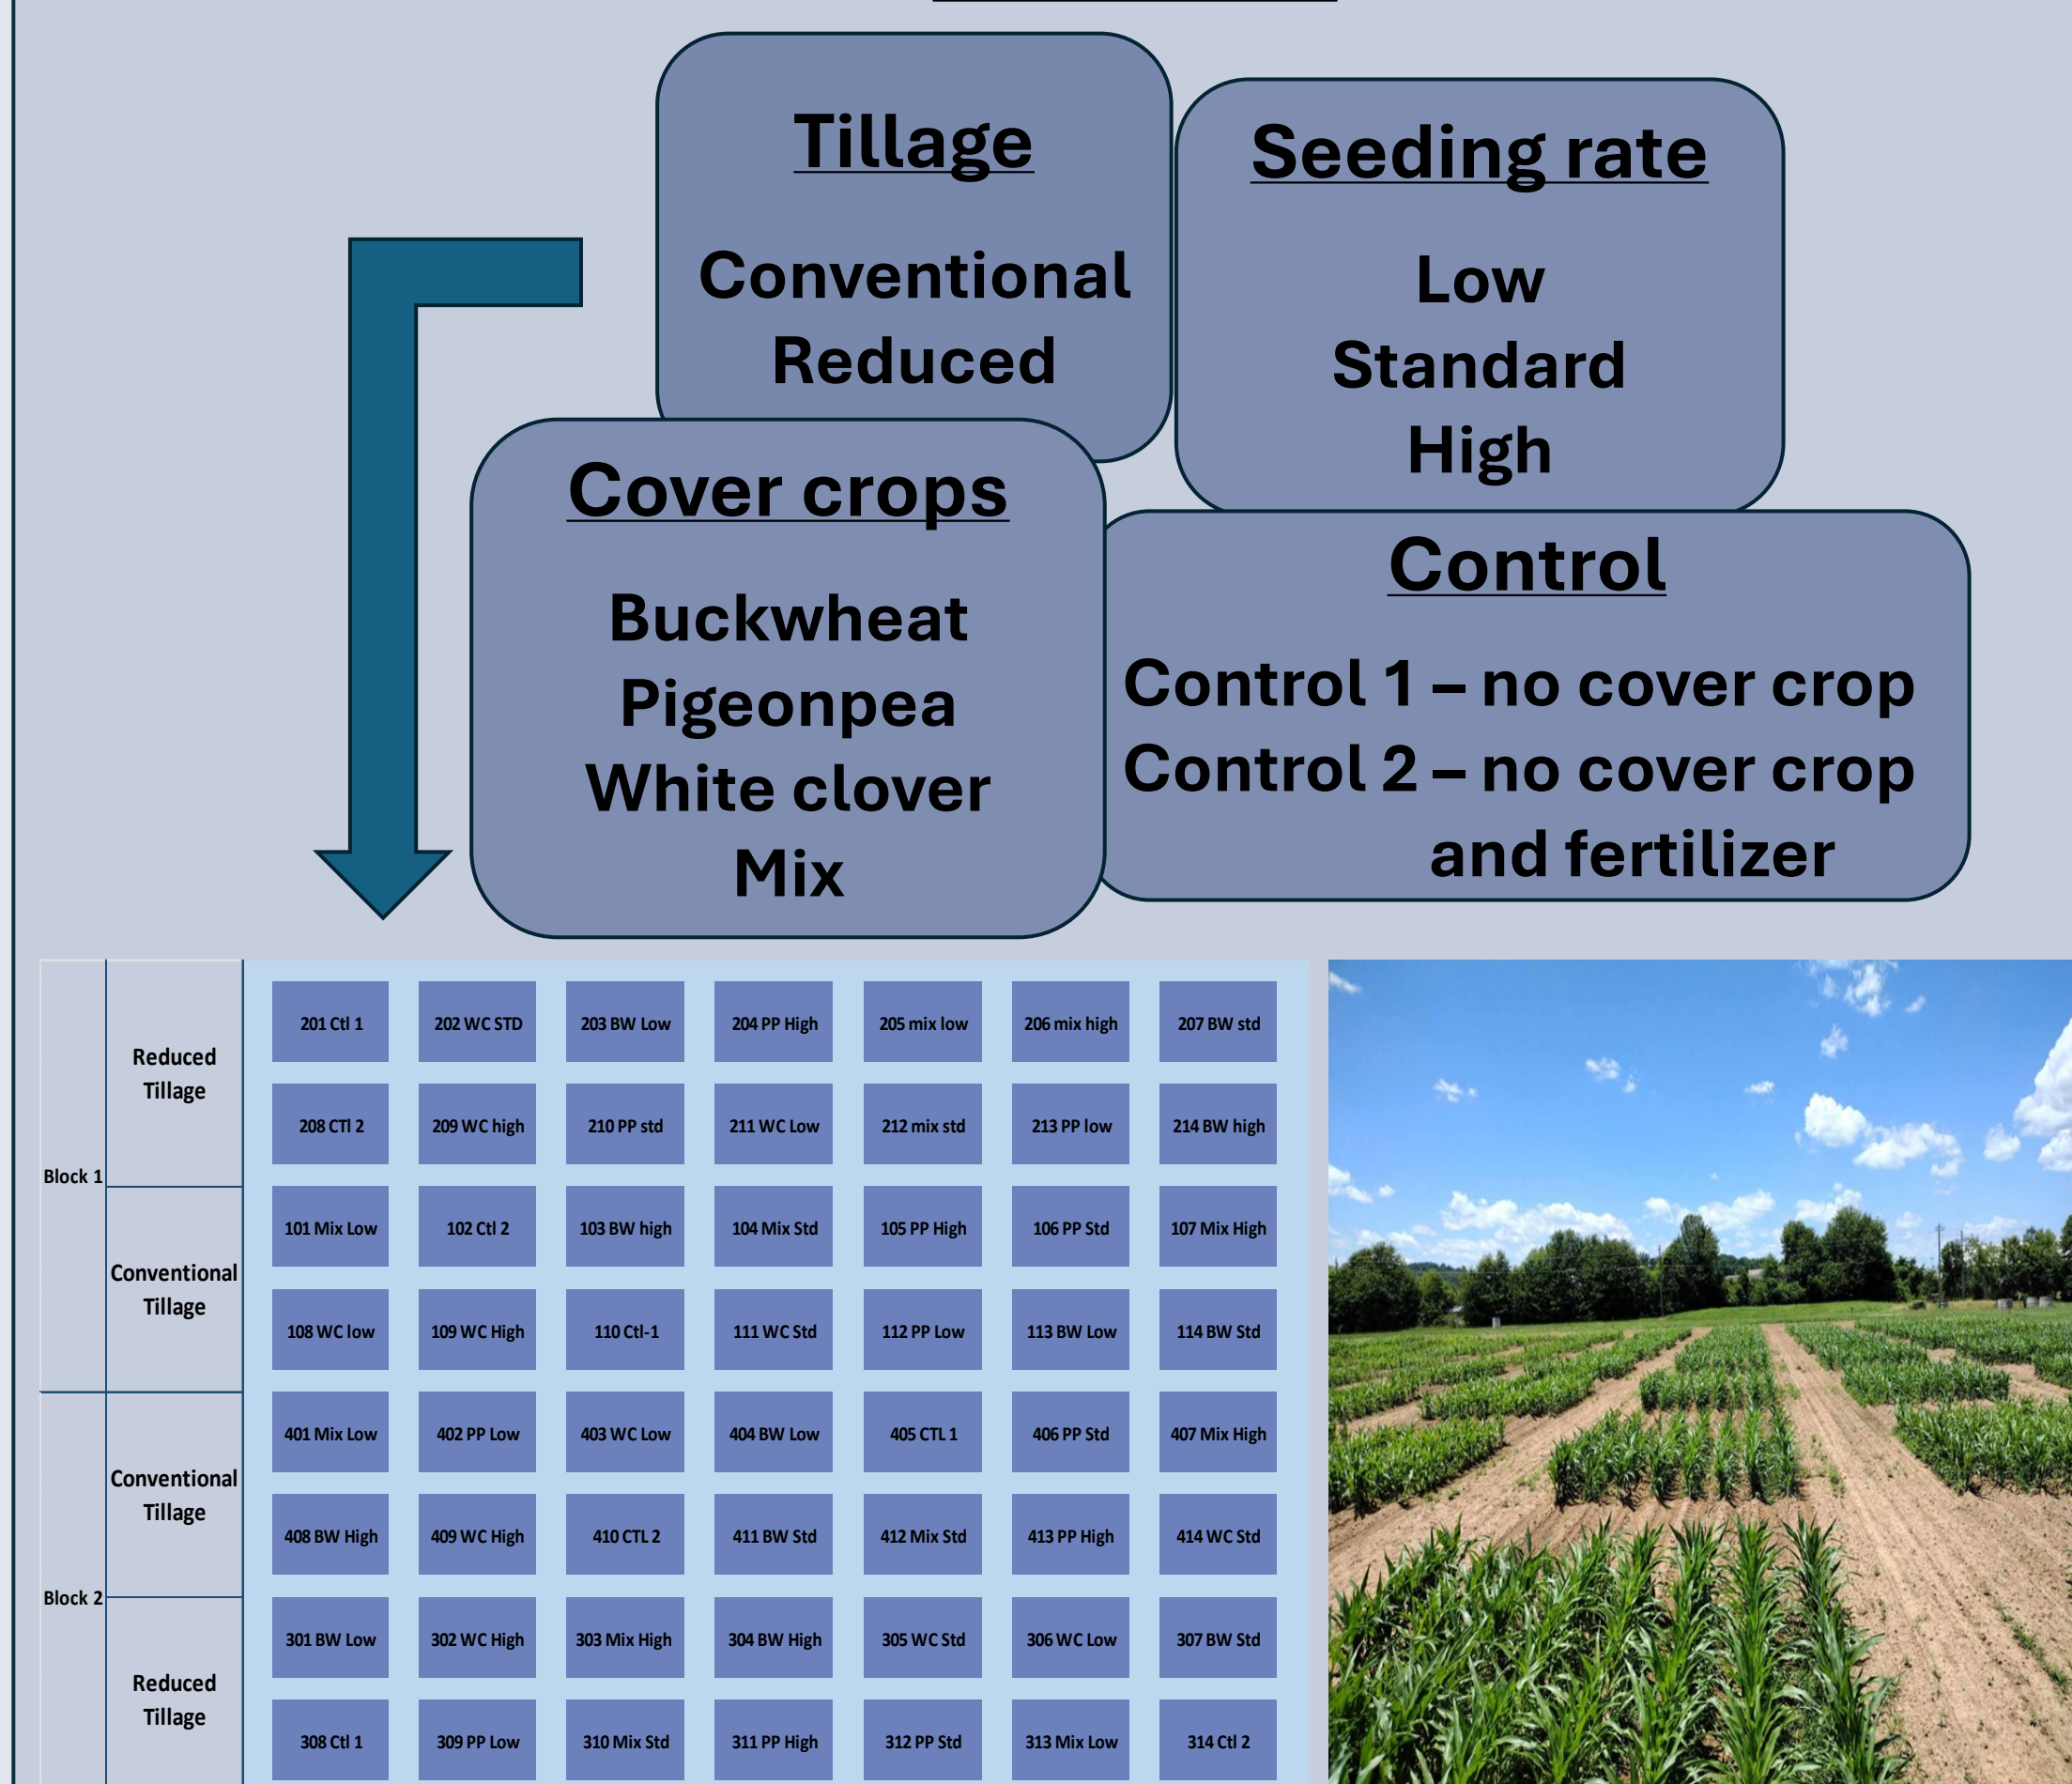 Tillage
Conventional
Reduced
Seeding rate
Low
Standard
High
Cover crops
Buckwheat
Pigeonpea
White clover
Mix
Control
Control 1 – no cover crop
Control 2 – no cover crop
and fertilizer
Block 1
Reduced
Tillage
201 Ctl 1 202 WC STD 203 BW Low 204 PP High 205 mix low 206 mix high 207 BW std
208 CTl 2 209 WC high 210 PP std 211 WC Low 212 mix std 213 PP low 214 BW high
Conventional
Tillage
101 Mix Low 102 Ctl 2 103 BW high 104 Mix Std 105 PP High 106 PP Std 107 Mix High
108 WC low 109 WC High 110 Ctl-1 111 WC Std 112 PP Low 113 BW Low 114 BW Std
Block 2
Conventional
Tillage
401 Mix Low 402 PP Low 403 WC Low 404 BW Low 405 CTL 1 406 PP Std 407 Mix High
408 BW High 409 WC High 410 CTL 2 411 BW Std 412 Mix Std 413 PP High 414 WC Std
Reduced
Tillage
301 BW Low 302 WC High 303 Mix High 304 BW High 305 WC Std 306 WC Low 307 BW Std
308 Ctl 1 309 PP Low 310 Mix Std 311 PP High 312 PP Std 313 Mix Low 314 Ctl 2